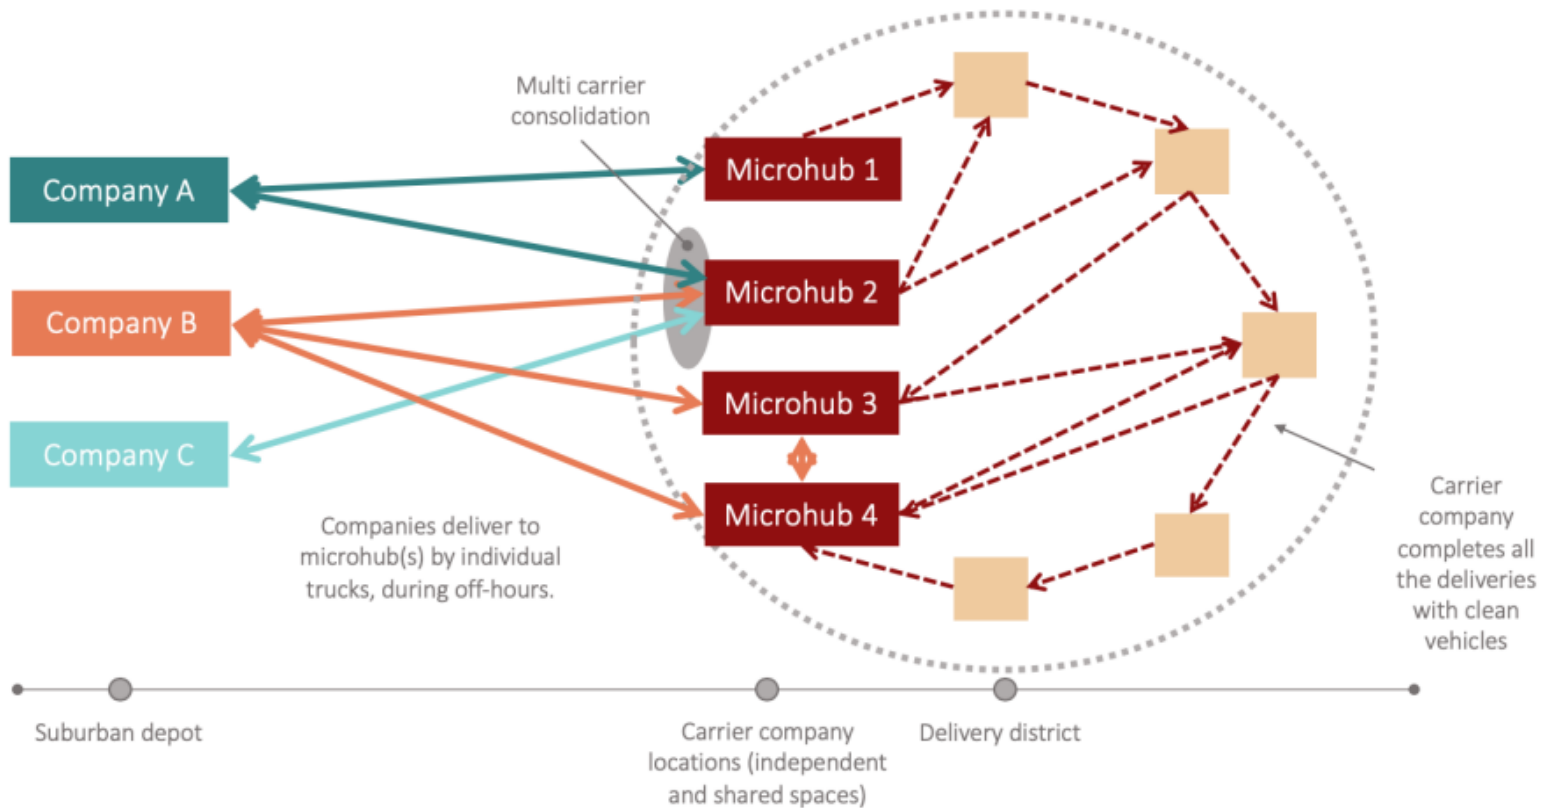 Multi carrier
consolidation
Company A
Company B
Company C
Microhub 1
Microhub 2
Microhub 3
Microhub 4
Companies deliver to
microhub(s) by individual
trucks, during off-hours.
Carrier
company
completes all
the deliveries
with clean
vehicles
Suburban depot
Carrier company
locations (independent
and shared spaces)
Delivery district